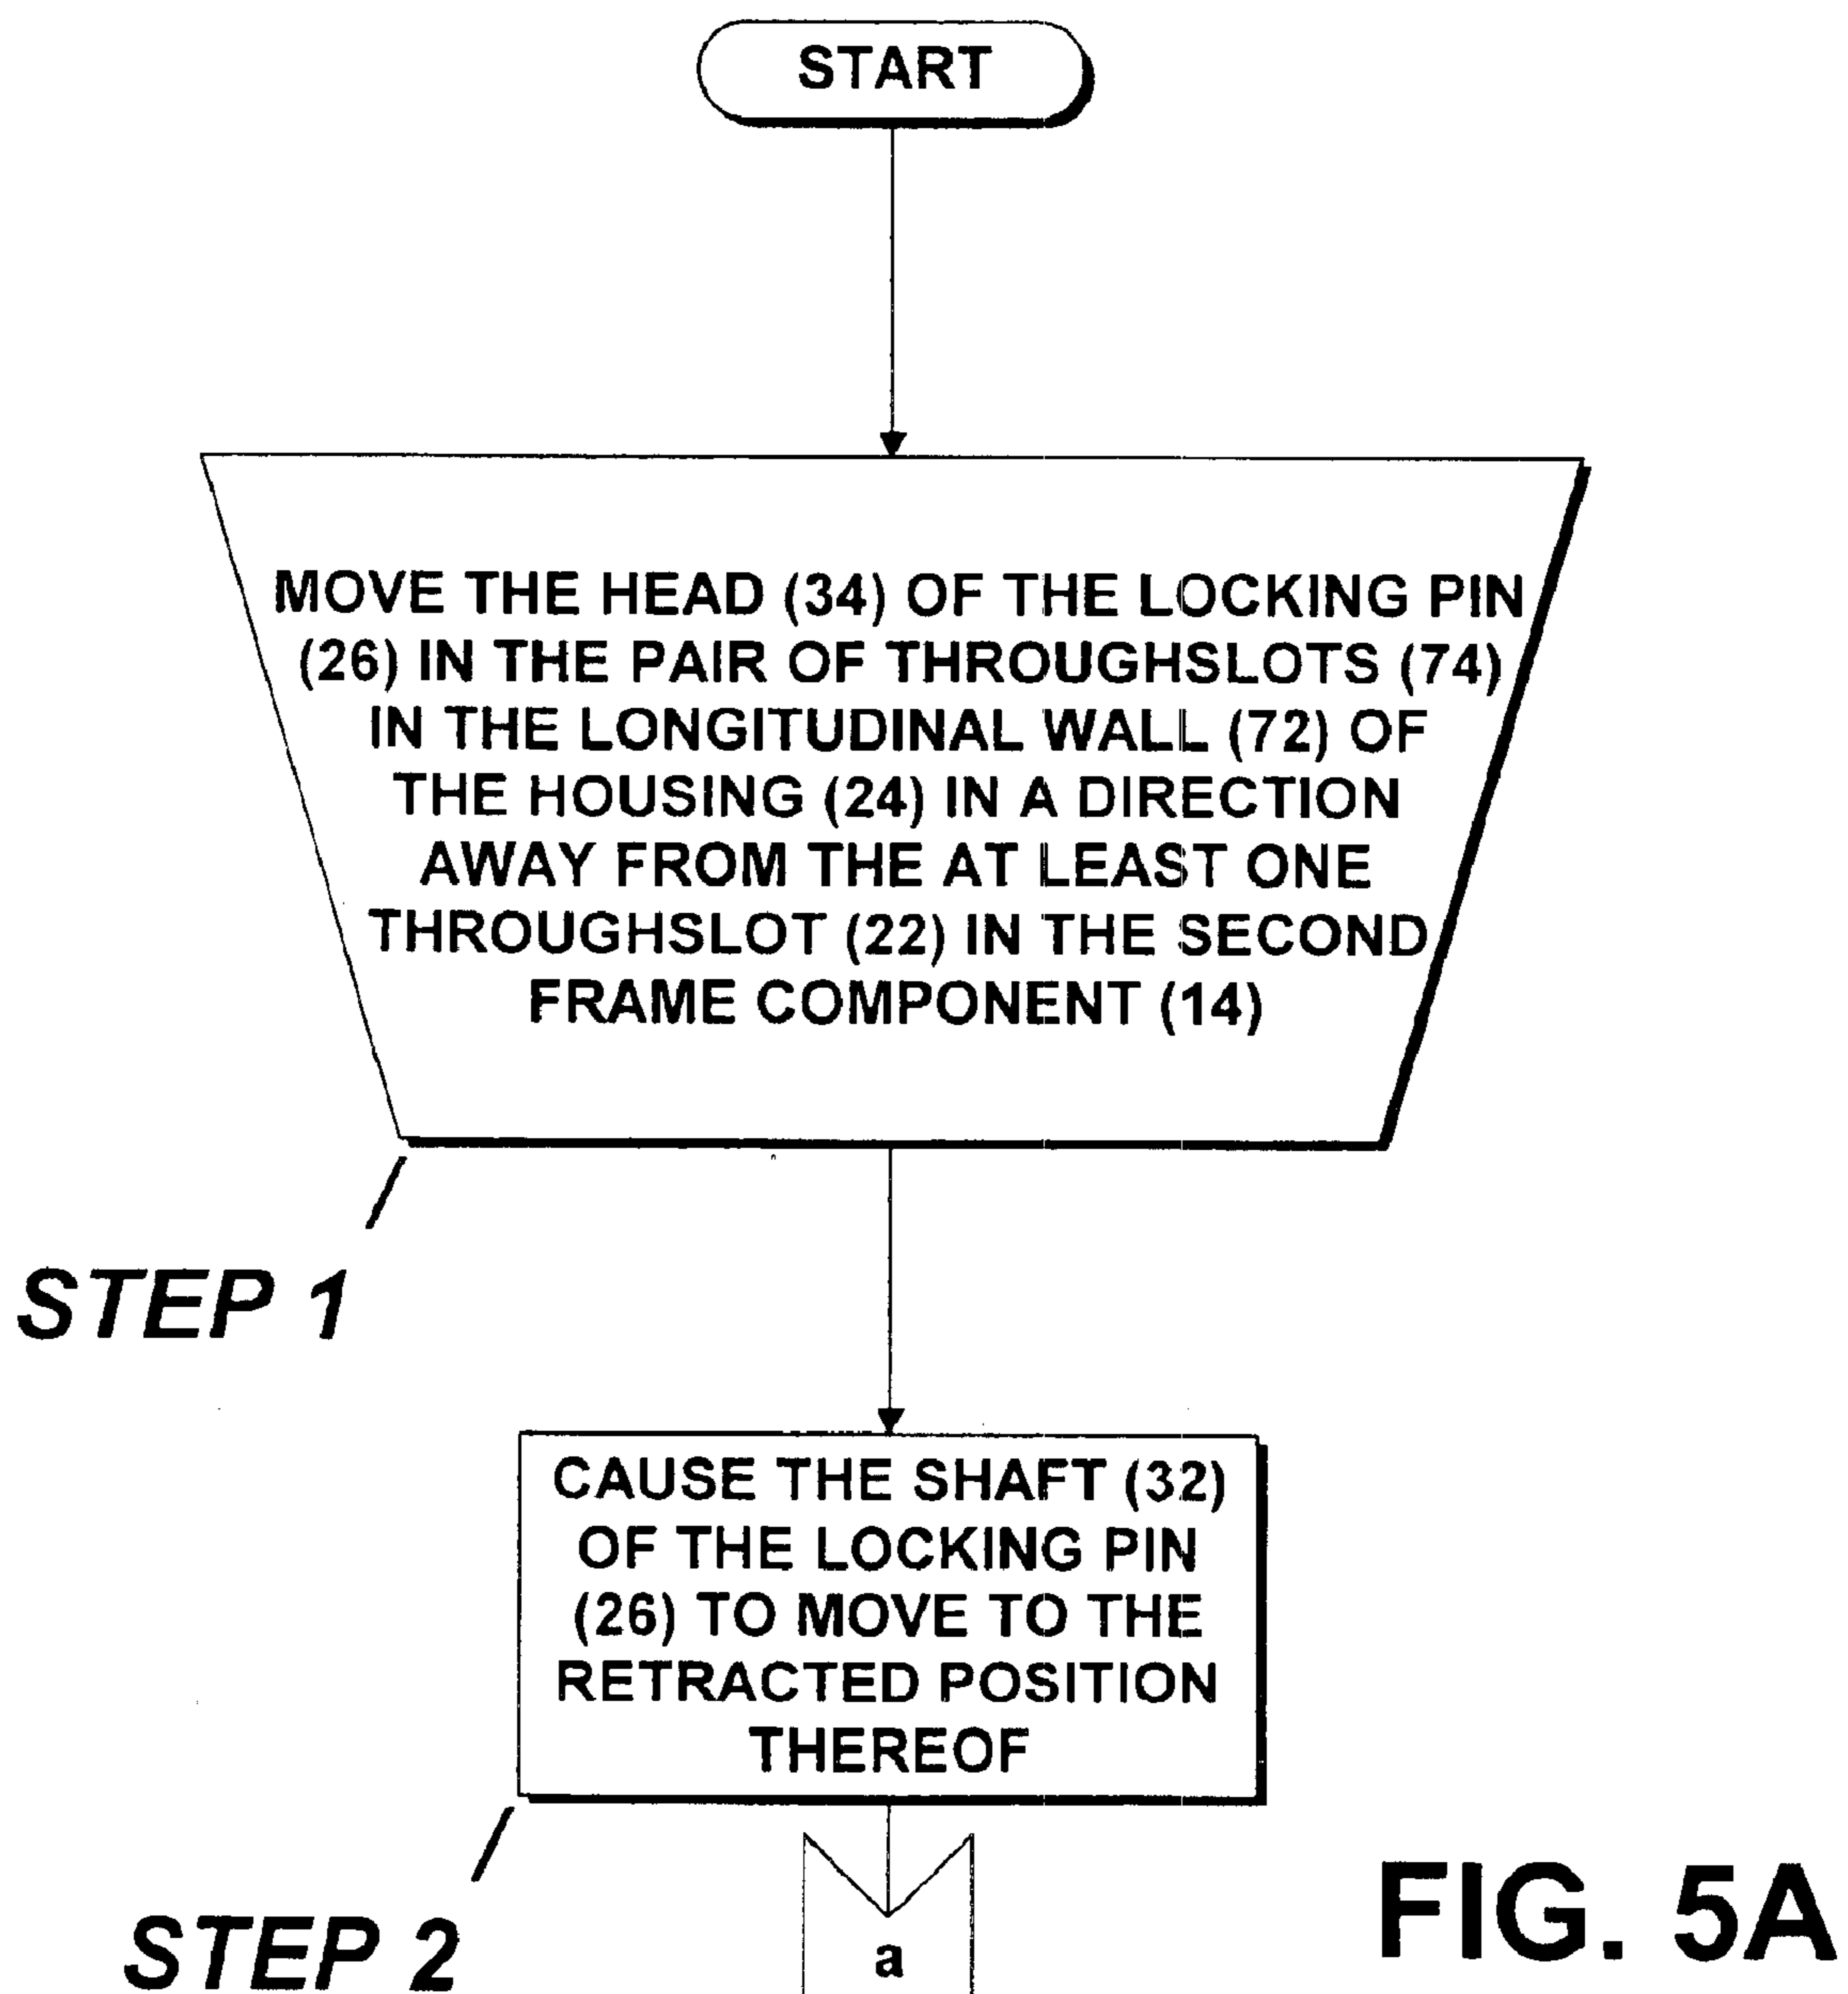 START
MOVE THE HEAD (34) OF THE LOCKING PIN
(26) IN THE PAIR OF THROUGHSLOTS (74)
IN THE LONGITUDINAL WALL (72) OF
THE HOUSING (24) IN A DIRECTION
AWAY FROM THE AT LEAST ONE
THROUGHSLOT (22) IN THE SECOND
FRAME COMPONENT (14)
STEP 1
CAUSE THE SHAFT (32)
OF THE LOCKING PIN
(26) TO MOVE TO THE
RETRACTED POSITION
THEREOF
STEP 2
a
FIG. 5A